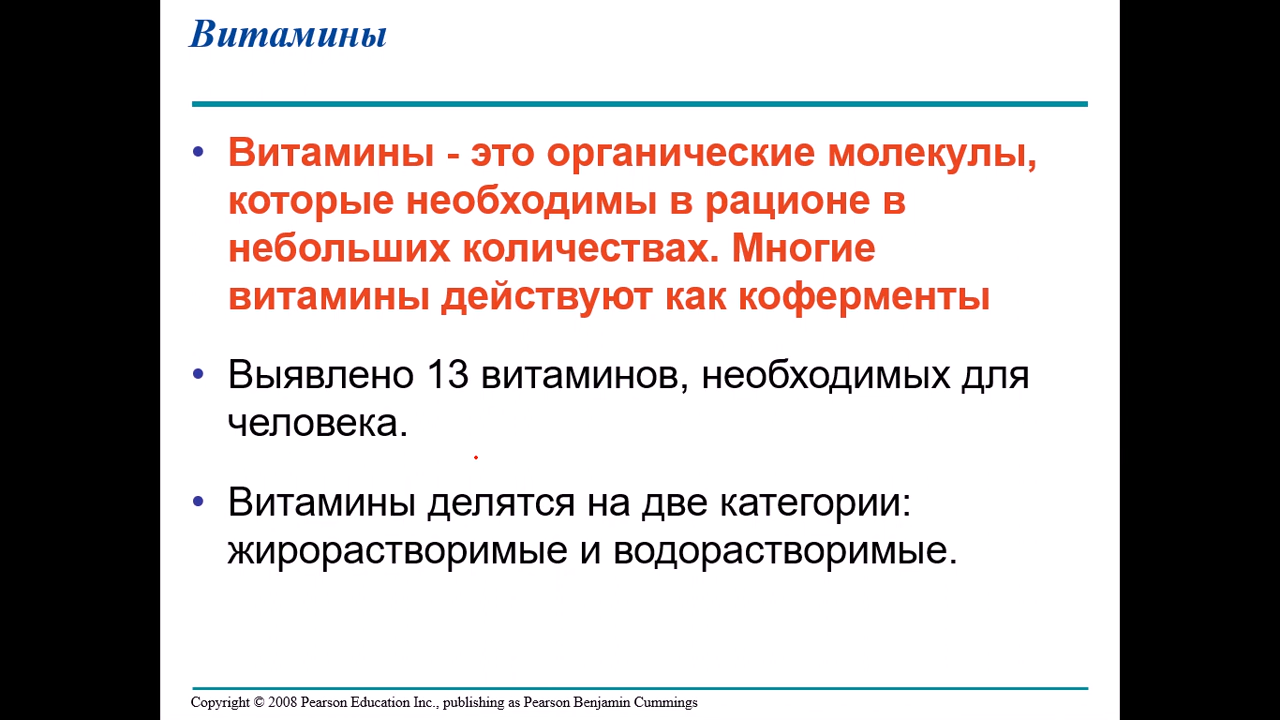 Витамины
• Витамины - это органические молекулы,
которые необходимы в рационе в
небольших количествах. Многие
витамины действуют как коферменты
• Выявлено 13 витаминов, необходимых для
человека.
• Витамины делятся на две категории:
жирорастворимые и водорастворимые.
Copyright © 2008 Pearson Education Inc., publishing as Pearson Benjamin Cummings